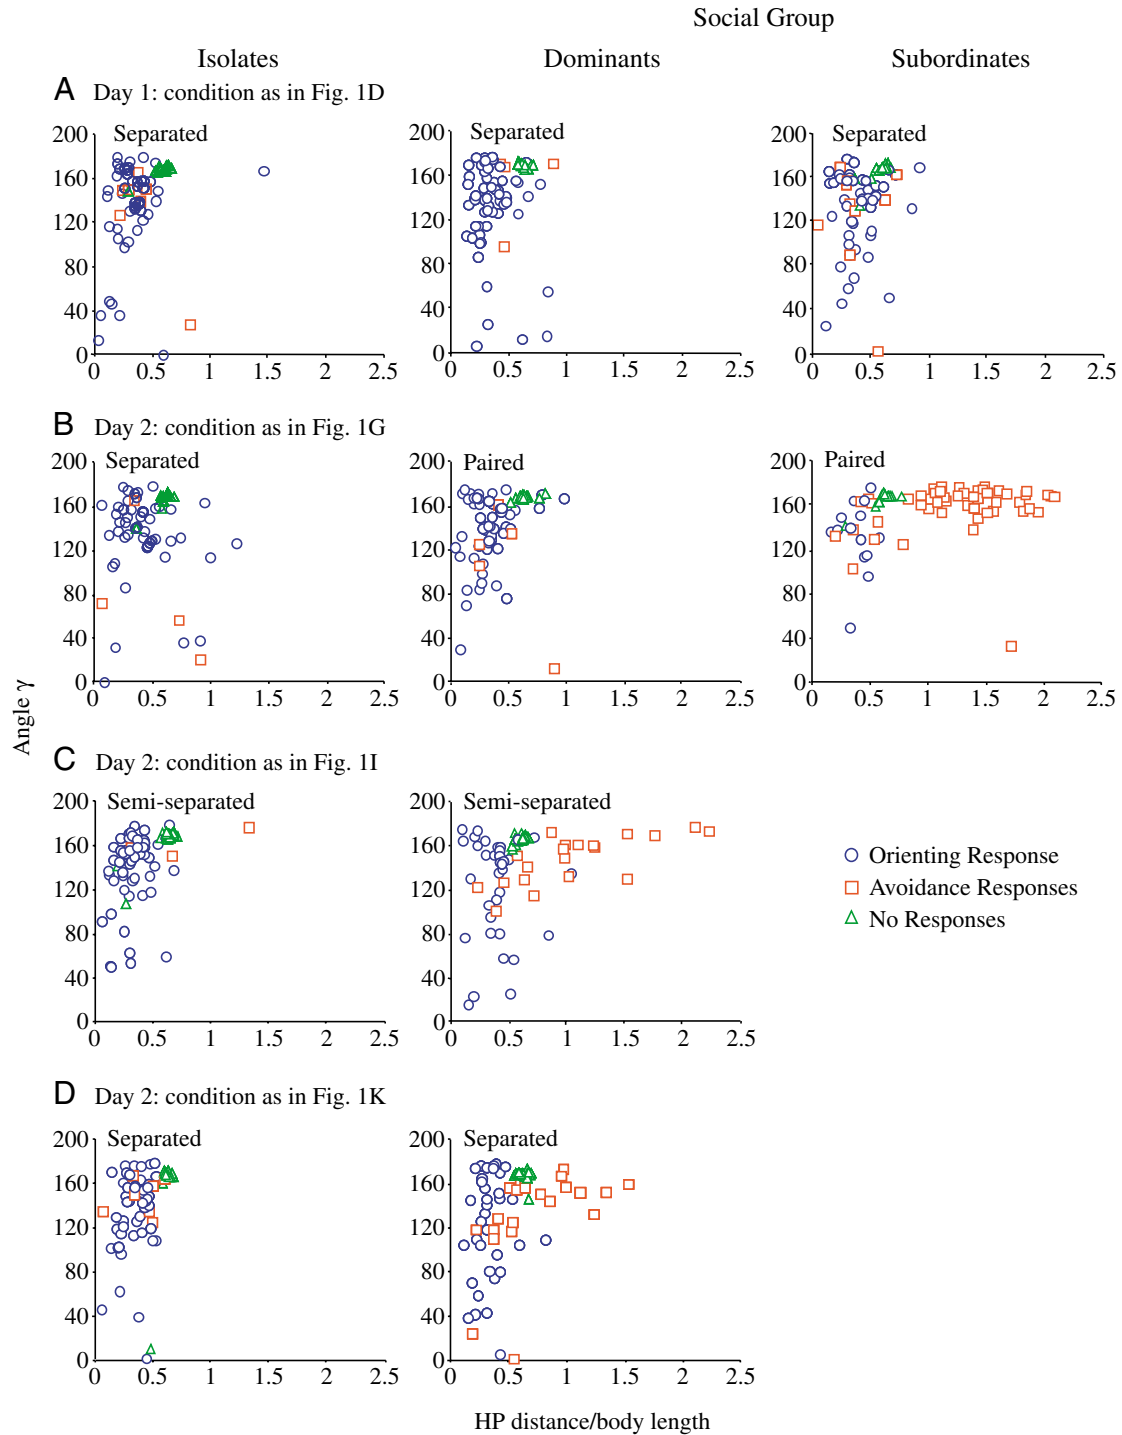 Social Group
Isolates Dominants Subordinates
A Day 1: condition as in Fig. 1D
Separated Separated Separated
200 200 200
160 160 160
120 120 120
80 80 80
40 40 40
0 0 0
0 0.5 1 1.5 2 2.5 0 0.5 1 1.5 2 2.5 0 0.5 1 1.5 2 2.5
B Day 2: condition as in Fig. 1G
Separated Paired Paired
200 200 200
160 160 160
120 120 120
80 80 80
40 40 40
0 0 0
0 0.5 1 1.5 2 2.5 0 0.5 1 1.5 2 2.5 0 0.5 1 1.5 2 2.5
Angle γ
C Day 2: condition as in Fig. 1I
Semi-separated Semi-separated
200 200
160 160
120 120
80 80
40 40
0 0
0 0.5 1 1.5 2 2.5 0 0.5 1 1.5 2 2.5
Orienting Response
Avoidance Responses
No Responses
D Day 2: condition as in Fig. 1K
Separated Separated
200 200
160 160
120 120
80 80
40 40
0 0
0 0.5 1 1.5 2 2.5 0 0.5 1 1.5 2 2.5
HP distance/body length